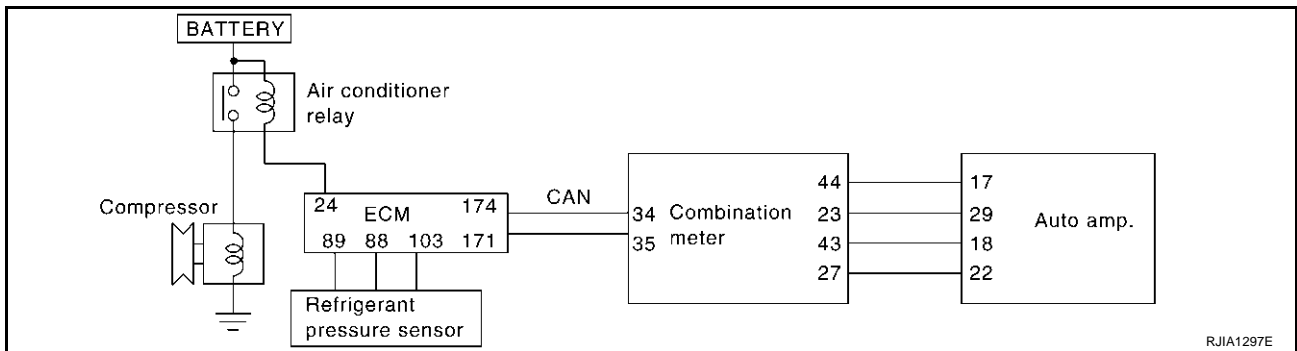 BATTERY
Air conditioner
relay
Compressor
24 ECM 174
89 88 103 171
CAN
Refrigerant
pressure sensor
34 Combination
35 meter
44
23
43
27
17
29
18
22
Auto amp.
RJIA1297E